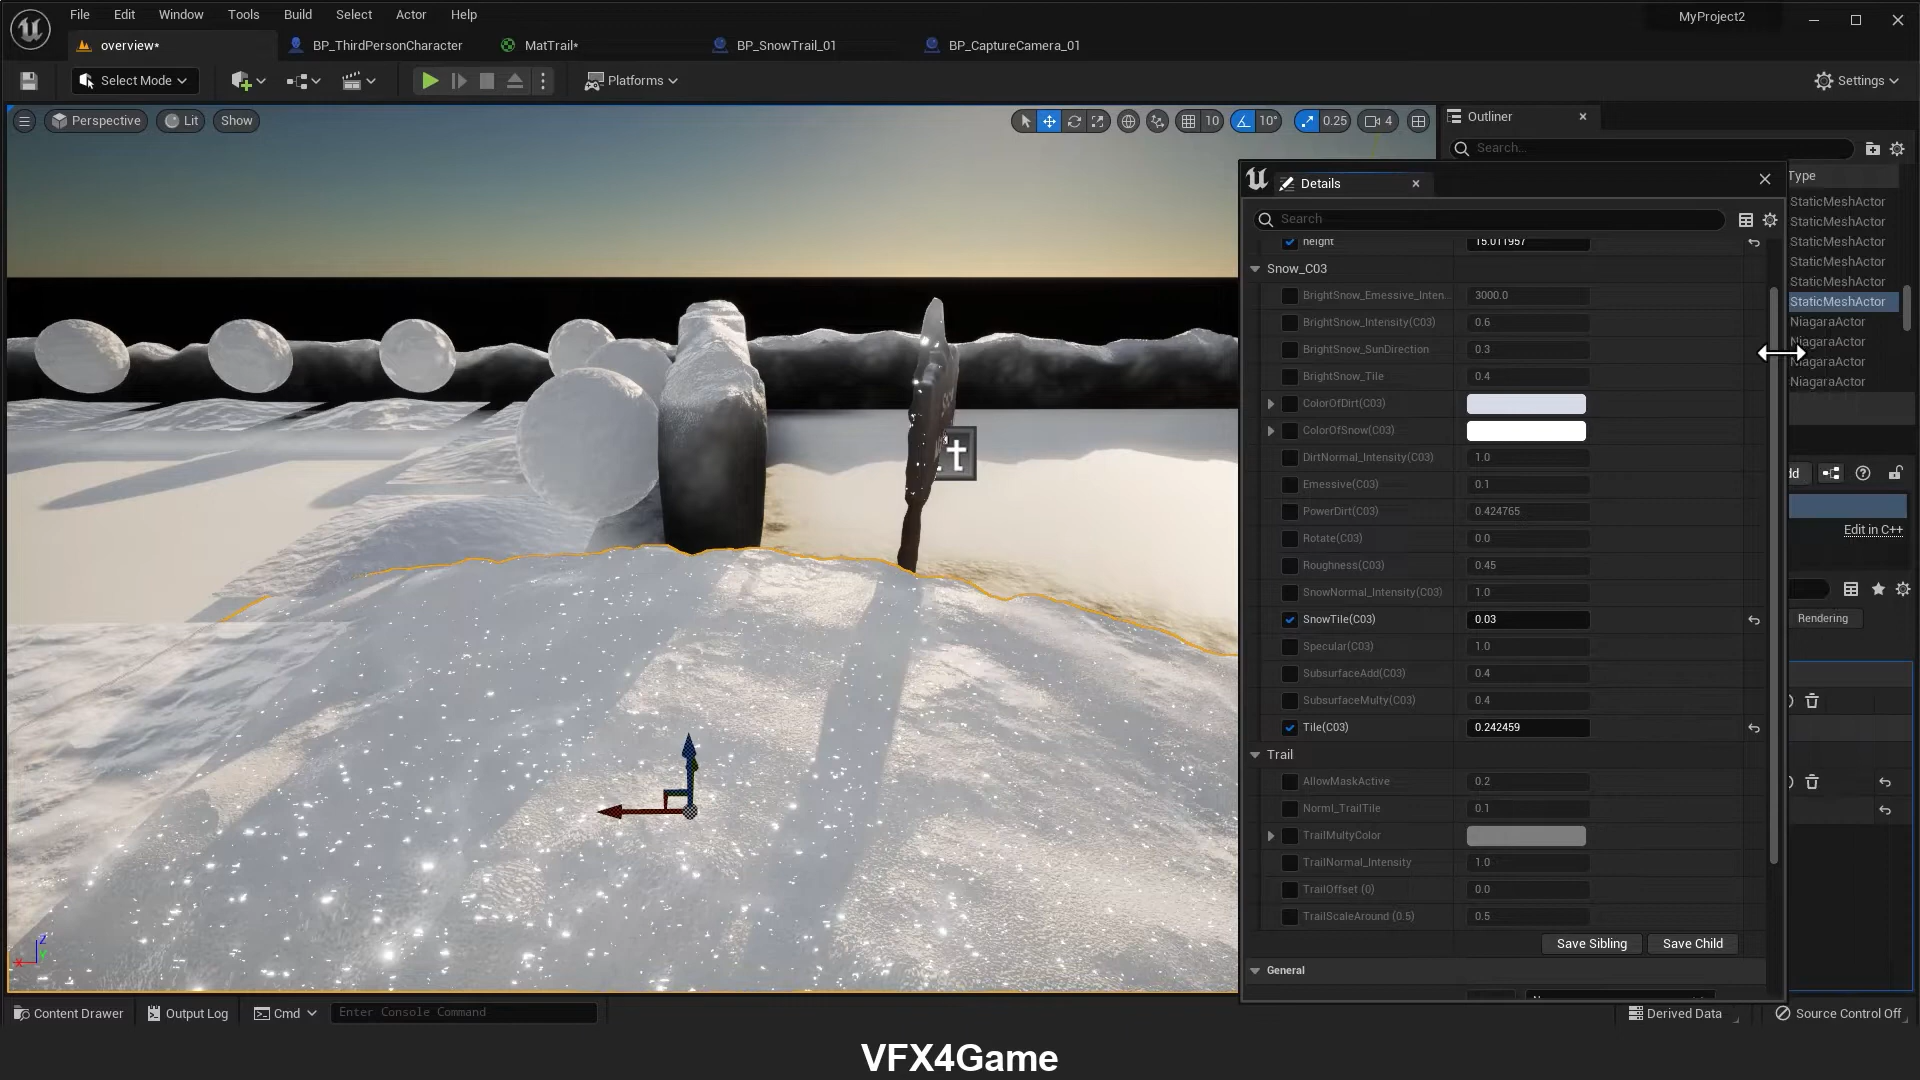 File Edit Window Tools Build Select Actor Help
MyProject2
overview* BP_ThirdPersonCharacter MatTrail* BP_SnowTrail_01 BP_CaptureCamera_01
Select Mode Platforms Settings
Perspective Lit Show 10 10° 0.25 4
Outliner
Search...
Type
StaticMeshActor
StaticMeshActor
StaticMeshActor
StaticMeshActor
StaticMeshActor
StaticMeshActor
NiagaraActor
NiagaraActor
NiagaraActor
NiagaraActor
Edit in C++
Rendering
Details
Search
height 15.011957
Snow_C03
BrightSnow_Emessive_Inten... 3000.0
BrightSnow_Intensity(C03) 0.6
BrightSnow_SunDirection 0.3
BrightSnow_Tile 0.4
ColorOfDirt(C03)
ColorOfSnow(C03)
DirtNormal_Intensity(C03) 1.0
Emessive(C03) 0.1
PowerDirt(C03) 0.424765
Rotate(C03) 0.0
Roughness(C03) 0.45
SnowNormal_Intensity(C03) 1.0
SnowTile(C03) 0.03
Specular(C03) 1.0
SubsurfaceAdd(C03) 0.4
SubsurfaceMulty(C03) 0.4
Tile(C03) 0.242459
Trail
AllowMaskActive 0.2
Norml_TrailTile 0.1
TrailMultyColor
TrailNormal_Intensity 1.0
TrailOffset (0) 0.0
TrailScaleAround (0.5) 0.5
Save Sibling Save Child
General
Content Drawer Output Log Cmd Enter Console Command Derived Data Source Control Off
VFX4Game